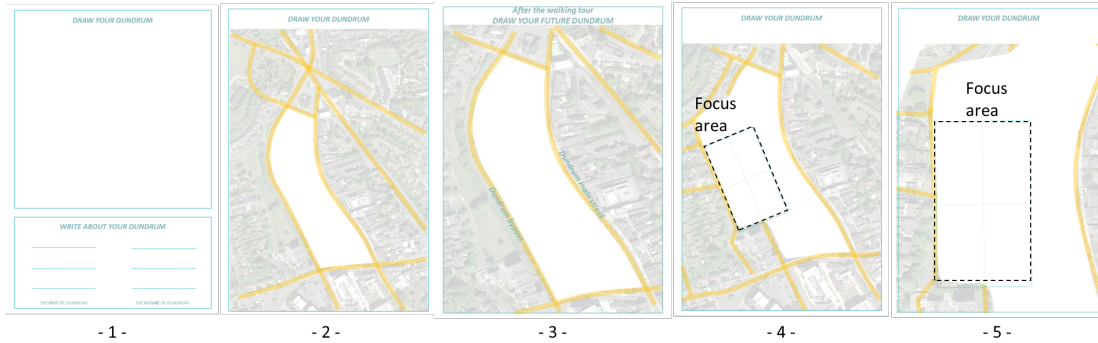 DRAW YOUR DUNDRUM
WRITE ABOUT YOUR DUNDRUM
THE PAST OF DUNDRUM
THE FUTURE OF DUNDRUM
- 1 -
DRAW YOUR DUNDRUM
- 2 -
After the walking tour
DRAW YOUR FUTURE DUNDRUM
Dundrum main street
Dundrum bypass
- 3 -
DRAW YOUR DUNDRUM
Focus
area
- 4 -
DRAW YOUR DUNDRUM
Focus
area
- 5 -